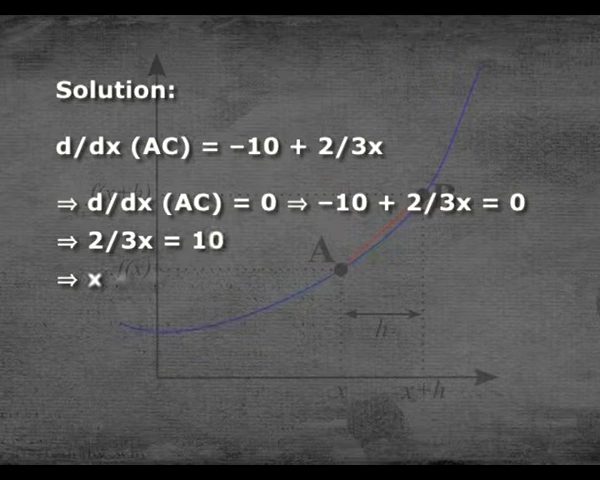 Solution:
d/dx (AC) = –10 + 2/3x
⇒ d/dx (AC) = 0 ⇒ –10 + 2/3x = 0
⇒ 2/3x = 10
⇒ x
f(x)
A
B
h
x x+h